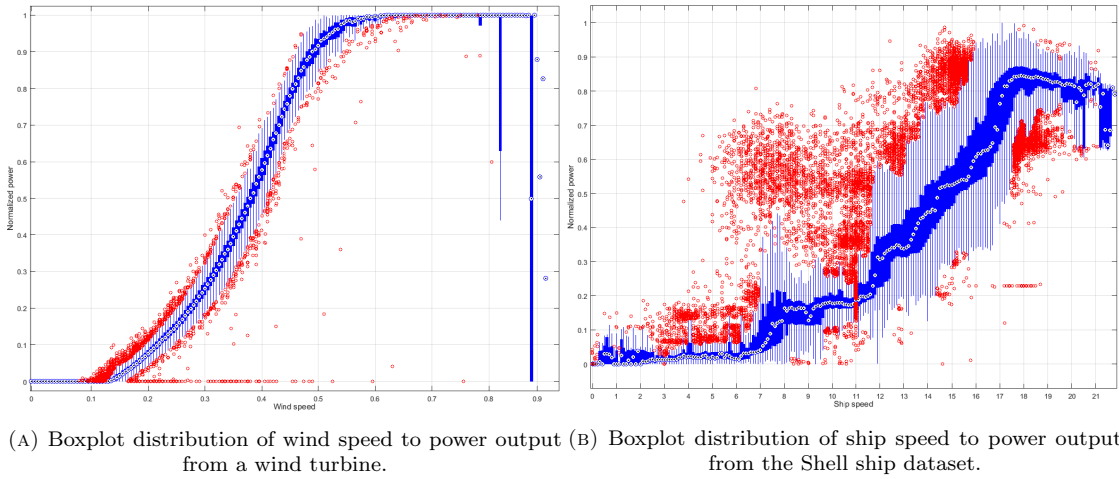 1
0.9
0.8
0.7
0.6
0.5
0.4
0.3
0.2
0.1
0
Normalized power
0 0.1 0.2 0.3 0.4 0.5 0.6 0.7 0.8 0.9
Wind speed
1
0.9
0.8
0.7
0.6
0.5
0.4
0.3
0.2
0.1
0
Normalized power
0 1 2 3 4 5 6 7 8 9 10 11 12 13 14 15 16 17 18 19 20 21
Ship speed
(A) Boxplot distribution of wind speed to power output
from a wind turbine.
(B) Boxplot distribution of ship speed to power output
from the Shell ship dataset.